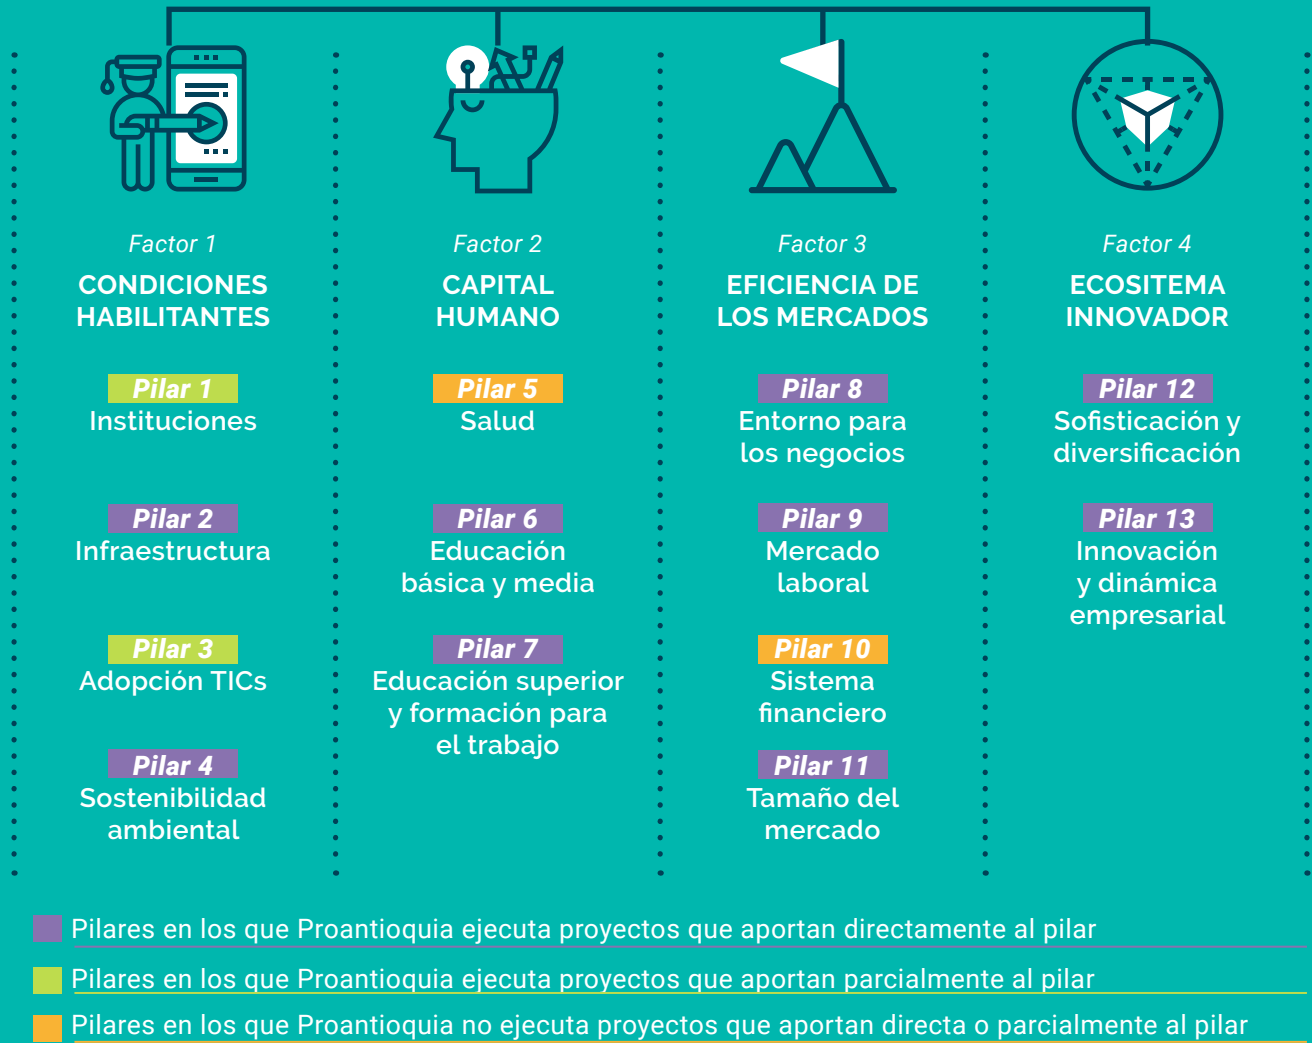 Factor 1
CONDICIONES
HABILITANTES
Pilar 1
Instituciones
Pilar 2
Infraestructura
Pilar 3
Adopción TICs
Pilar 4
Sostenibilidad
ambiental
Factor 2
CAPITAL
HUMANO
Pilar 5
Salud
Pilar 6
Educación
básica y media
Pilar 7
Educación superior
y formación para
el trabajo
Factor 3
EFICIENCIA DE
LOS MERCADOS
Pilar 8
Entorno para
los negocios
Pilar 9
Mercado
laboral
Pilar 10
Sistema
financiero
Pilar 11
Tamaño del
mercado
Factor 4
ECOSITEMA
INNOVADOR
Pilar 12
Sofisticación y
diversificación
Pilar 13
Innovación
y dinámica
empresarial
Pilares en los que Proantioquia ejecuta proyectos que aportan directamente al pilar
Pilares en los que Proantioquia ejecuta proyectos que aportan parcialmente al pilar
Pilares en los que Proantioquia no ejecuta proyectos que aportan directa o parcialmente al pilar